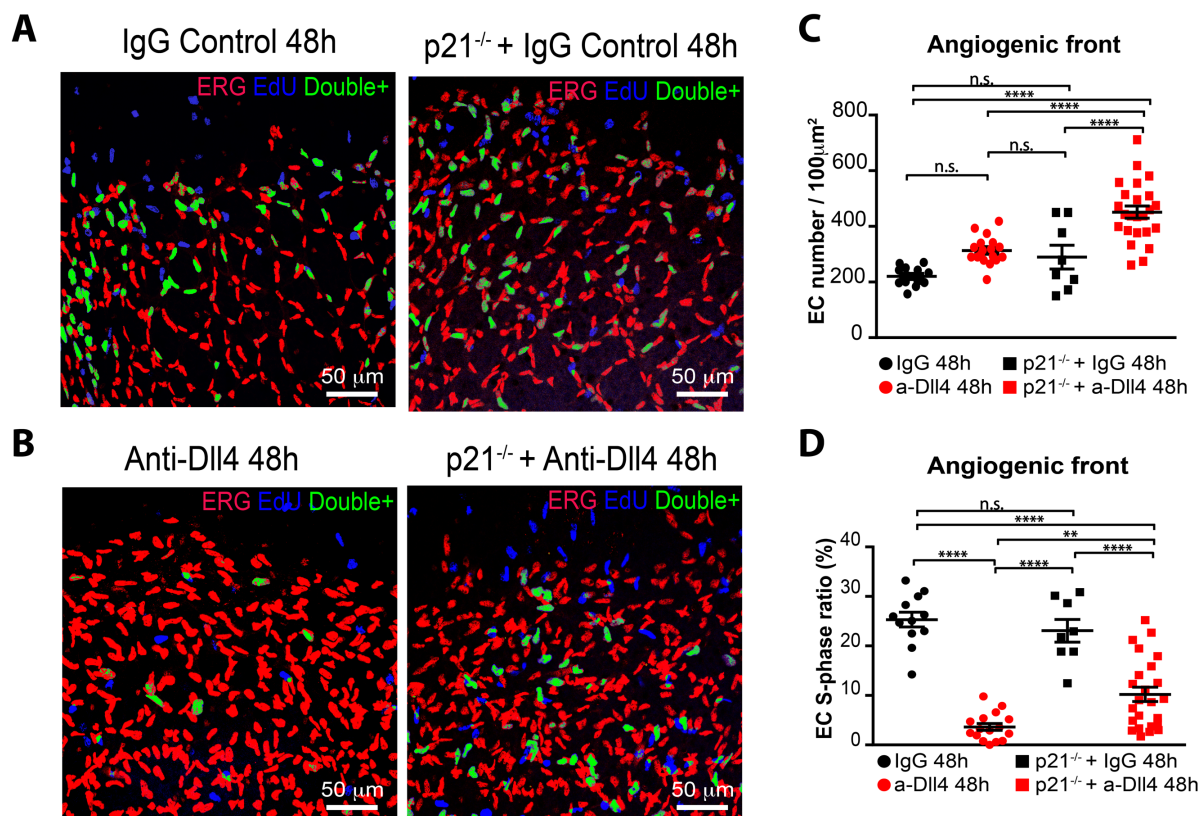 A
IgG Control 48h
p21-/- + IgG Control 48h
ERG EdU Double+
ERG EdU Double+
50 µm
50 µm
B
Anti-Dll4 48h
p21-/- + Anti-Dll4 48h
ERG EdU Double+
ERG EdU Double+
50 µm
50 µm
C
Angiogenic front
n.s.
****
****
n.s.
****
n.s.
EC number / 100µm²
800
600
400
200
0
IgG 48h
p21-/- + IgG 48h
a-Dll4 48h
p21-/- + a-Dll4 48h
D
Angiogenic front
n.s.
****
**
****
****
****
EC S-phase ratio (%)
40
30
20
10
0
IgG 48h
p21-/- + IgG 48h
a-Dll4 48h
p21-/- + a-Dll4 48h